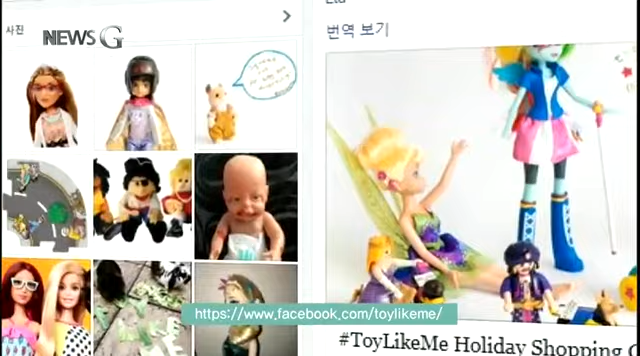 사진
NEWS G
번역 보기
https://www.facebook.com/toylikeme/
#ToyLikeMe Holiday Shopping